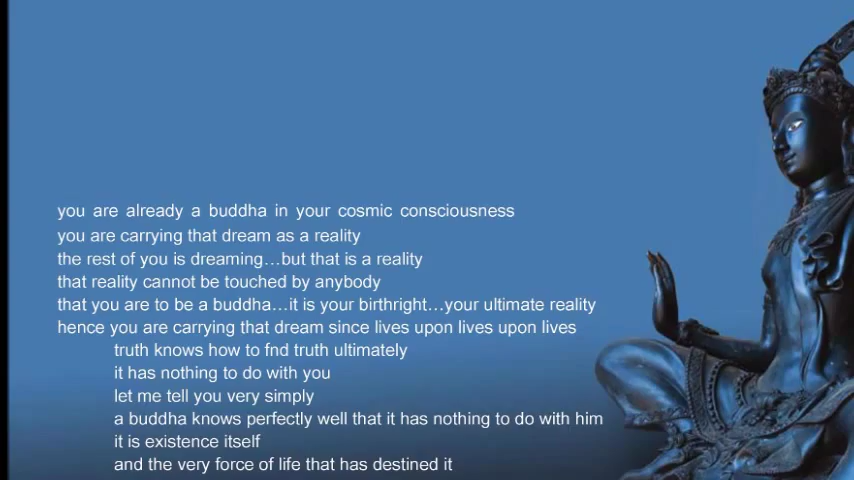 you are already a buddha in your cosmic consciousness
you are carrying that dream as a reality
the rest of you is dreaming…but that is a reality
that reality cannot be touched by anybody
that you are to be a buddha…it is your birthright…your ultimate reality
hence you are carrying that dream since lives upon lives upon lives
truth knows how to fnd truth ultimately
it has nothing to do with you
let me tell you very simply
a buddha knows perfectly well that it has nothing to do with him
it is existence itself
and the very force of life that has destined it